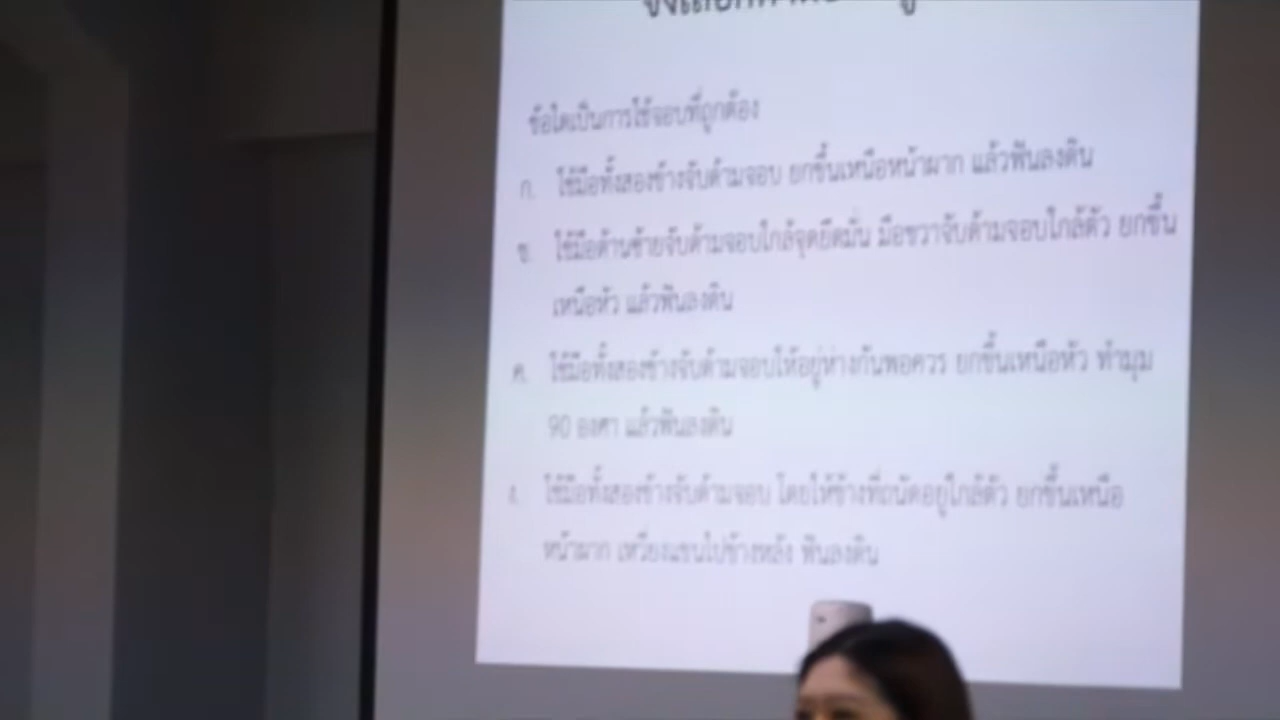 ข้อใดเป็นการใช้จอบที่ถูกต้อง
ก. ใช้มือทั้งสองข้างจับด้ามจอบ ยกขึ้นเหนือหน้าผาก แล้วฟันลงดิน
ข. ใช้มือด้านซ้ายจับด้ามจอบใกล้จุดยึดมั่น มือขวาจับด้ามจอบใกล้ตัว ยกขึ้น
เหนือหัว แล้วฟันลงดิน
ค. ใช้มือทั้งสองข้างจับด้ามจอบให้อยู่ห่างกันพอควร ยกขึ้นเหนือหัว ทำมุม
90 องศา แล้วฟันลงดิน
ง. ใช้มือทั้งสองข้างจับด้ามจอบ โดยให้ข้างที่ถนัดอยู่ใกล้ตัว ยกขึ้นเหนือ
หน้าผาก เหวี่ยงแขนไปข้างหลัง ฟันลงดิน